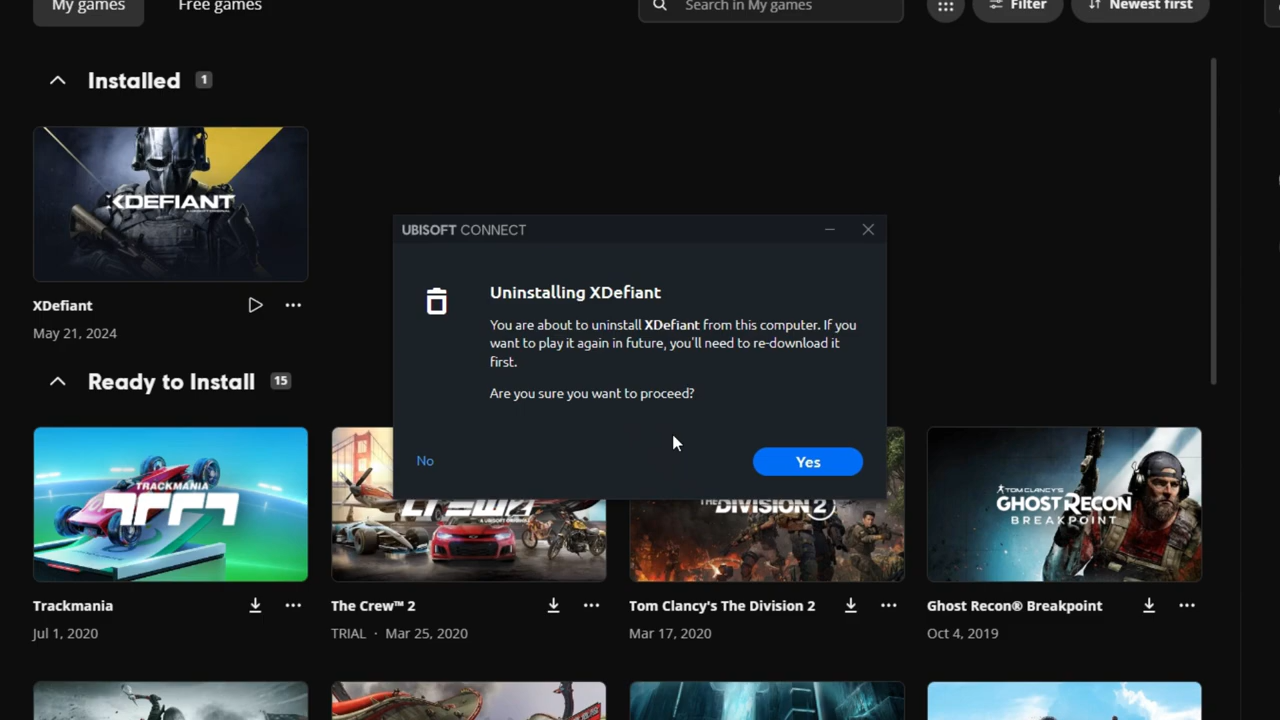 My games
Free games
Search in My games
Filter
Newest first
Installed 1
XDEFIANT
XDefiant
May 21, 2024
UBISOFT CONNECT
Uninstalling XDefiant
You are about to uninstall XDefiant from this computer. If you
want to play it again in future, you'll need to re-download it
first.
Are you sure you want to proceed?
No
Yes
Ready to Install 15
TRACKMANIA
THE DIVISION 2
TOM CLANCY'S
GHOST RECON
BREAKPOINT
Trackmania
The Crew™ 2
Tom Clancy's The Division 2
Ghost Recon® Breakpoint
Jul 1, 2020
TRIAL · Mar 25, 2020
Mar 17, 2020
Oct 4, 2019